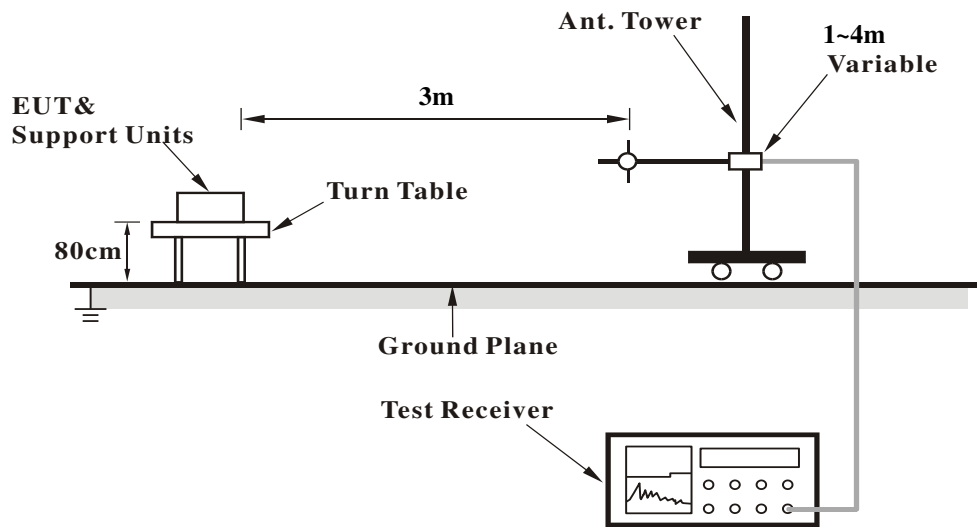 Ant. Tower
1~4m
Variable
3m
EUT&
Support Units
Turn Table
80cm
Ground Plane
Test Receiver